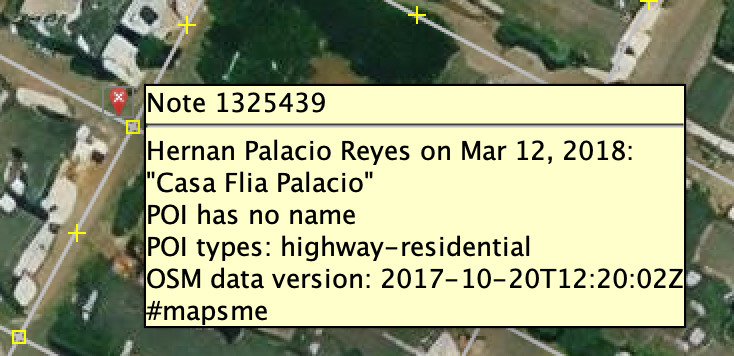 Note 1325439
Hernan Palacio Reyes on Mar 12, 2018:
"Casa Flia Palacio"
POI has no name
POI types: highway-residential
OSM data version: 2017-10-20T12:20:02Z
#mapsme